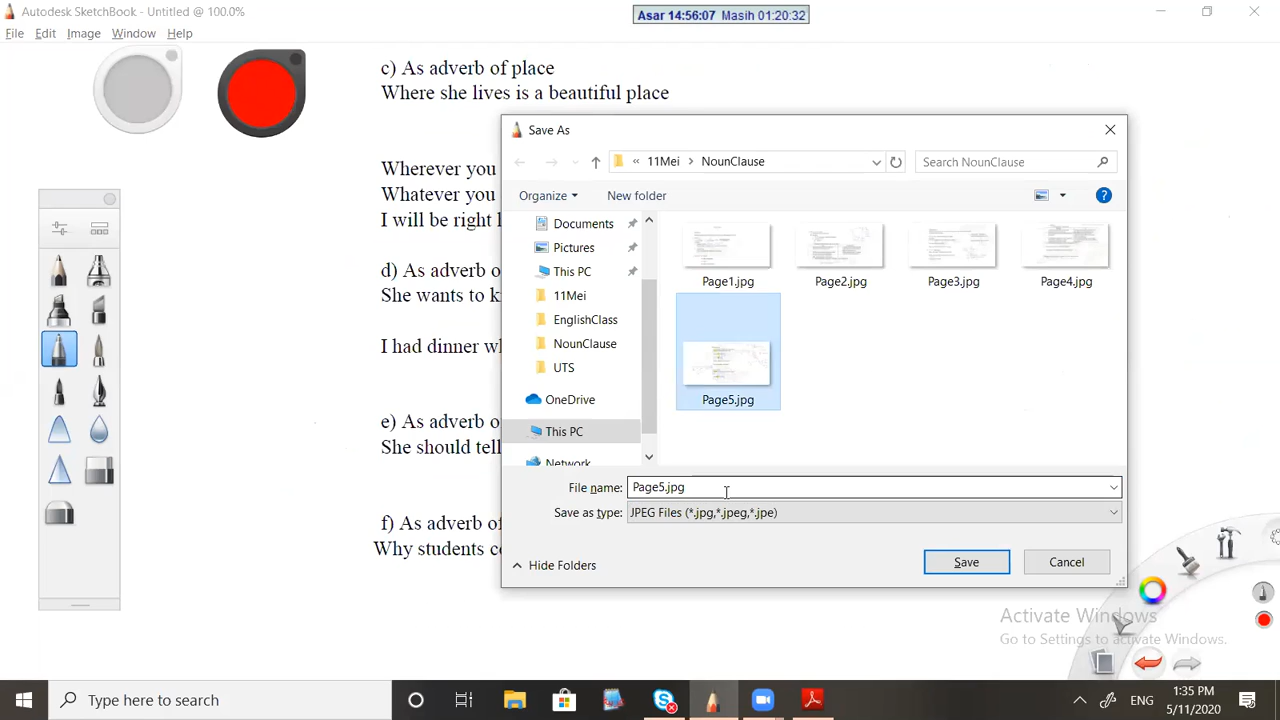 Autodesk SketchBook - Untitled @ 100.0%
Asar 14:56:07 Masih 01:20:32
File Edit Image Window Help
c) As adverb of place
Where she lives is a beautiful place
Wherever you
Whatever you
I will be right
d) As adverb o
She wants to k
I had dinner w
e) As adverb o
She should tell
f) As adverb of
Why students c
Save As
« 11Mei > NounClause
Search NounClause
Organize
New folder
Documents
Pictures
This PC
11Mei
EnglishClass
NounClause
UTS
OneDrive
This PC
Network
Page1.jpg
Page2.jpg
Page3.jpg
Page4.jpg
Page5.jpg
File name: Page5.jpg
Save as type: JPEG Files (*.jpg,*.jpeg,*.jpe)
Hide Folders
Save
Cancel
Activate Windows
Go to Settings to activate Windows.
Type here to search
ENG
1:35 PM
5/11/2020